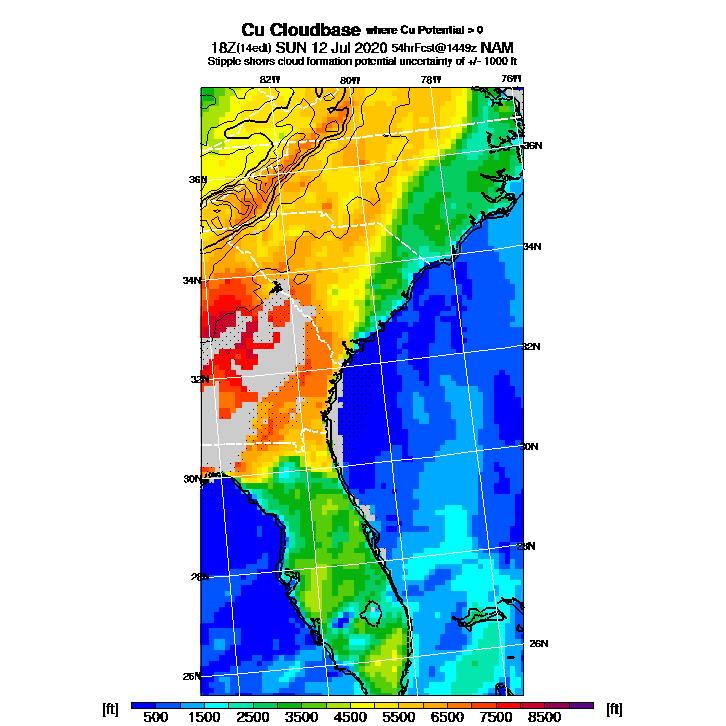 Cu Cloudbase where Cu Potential > 0
18Z(14edt) SUN 12 Jul 2020 54hrFcst@1449z NAM
Stipple shows cloud formation potential uncertainty of +/- 1000 ft
82W 80W 78W 76W
36N
36N
34N
34N
32N
32N
30N
30N
28N
28N
26N
26N
[ft] 500 1500 2500 3500 4500 5500 6500 7500 8500 [ft]